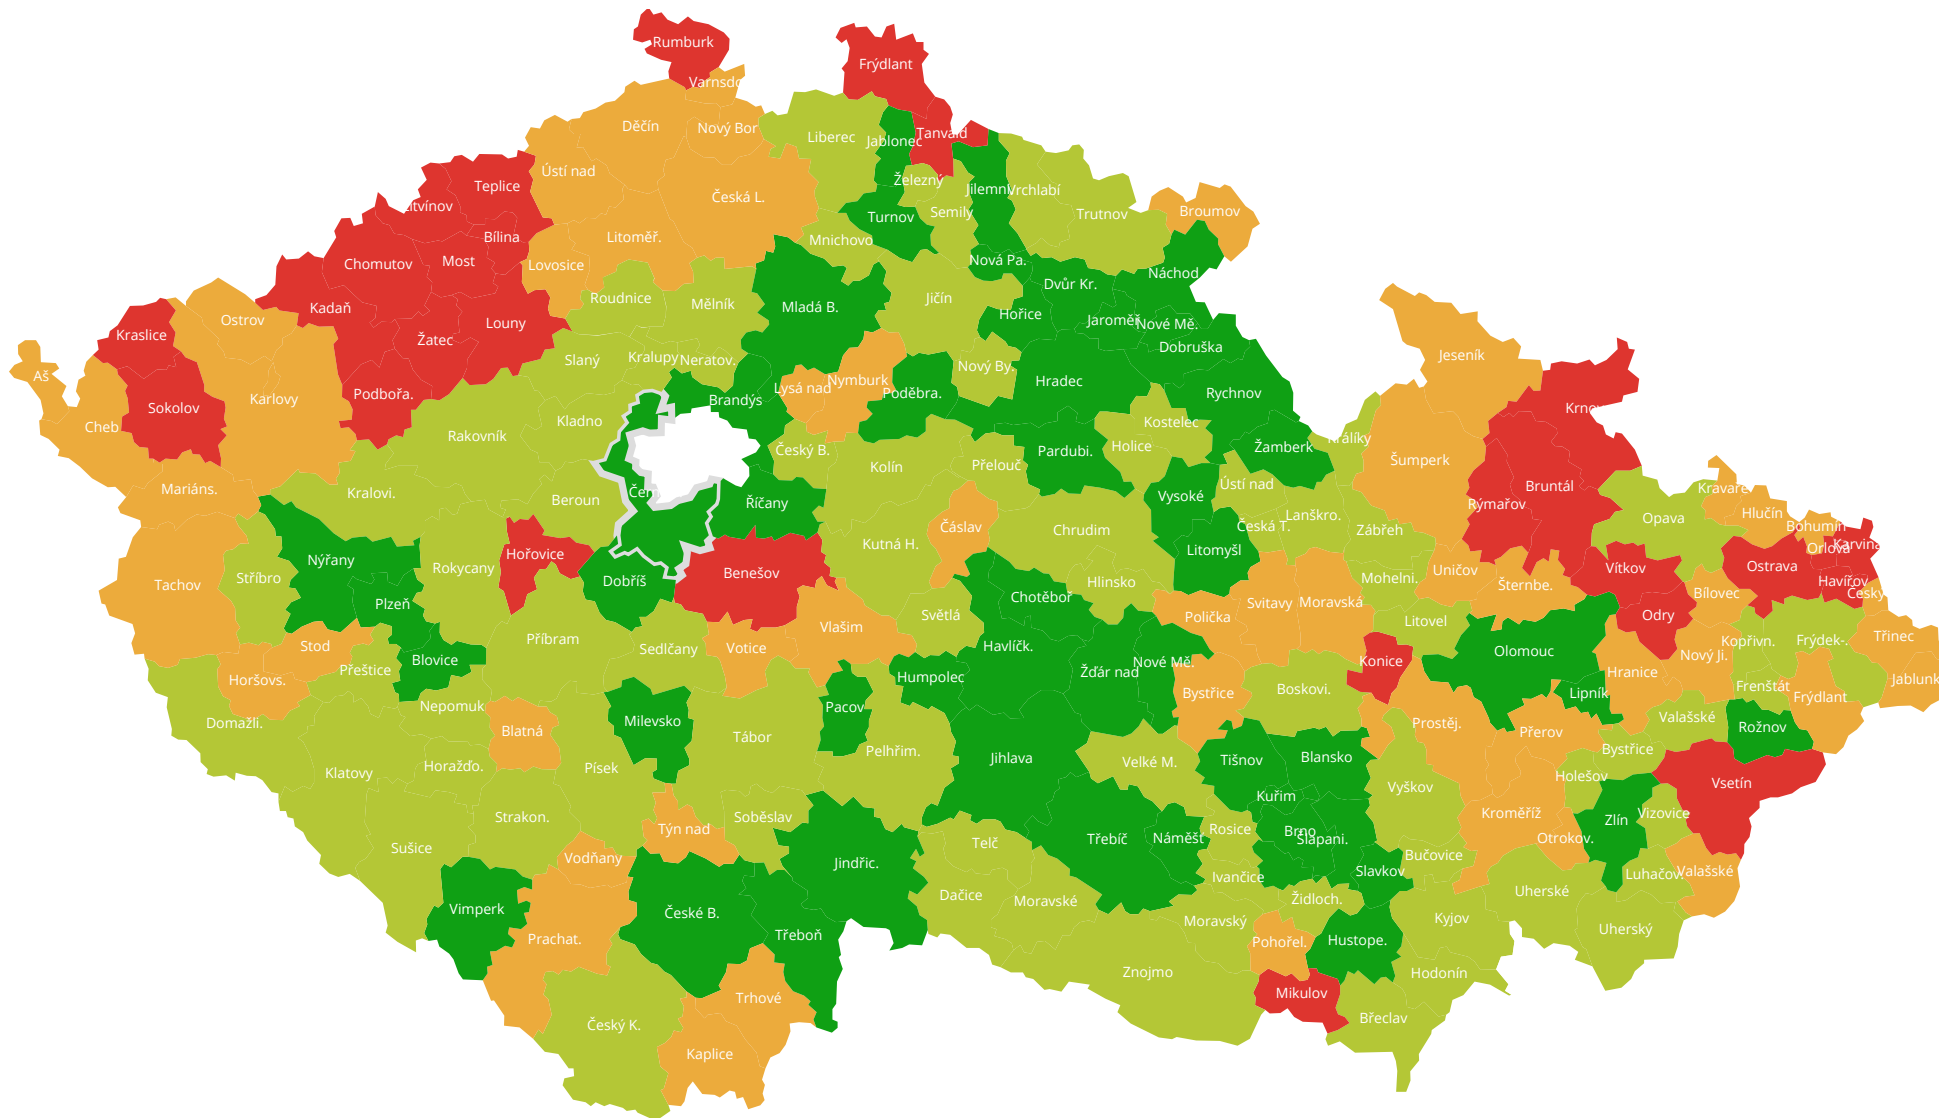 Rumburk
Frýdlant
Varnsdo
Děčín
Nový Bor
Liberec
Jablonec
Tanvald
Ústí nad
Teplice
Železný
Jilemni
Vrchlabí
Česká L.
Litvínov
Turnov
Semily
Trutnov
Broumov
Bílina
Litoměř.
Mnichovo
Most
Chomutov
Lovosice
Nová Pa.
Náchod
Dvůr Kr.
Roudnice
Mělník
Mladá B.
Jičín
Kadaň
Ostrov
Hořice
Jaroměř
Nové Mě.
Louny
Kraslice
Žatec
Dobruška
Slaný
Kralupy
Neratov.
Jeseník
Nový By.
Aš
Nymburk
Hradec
Lysá nad
Poděbra.
Rychnov
Podbořa.
Karlovy
Brandýs
Sokolov
Krnov
Kladno
Kostelec
Cheb
Rakovník
Králíky
Holice
Žamberk
Český B.
Pardubi.
Šumperk
Přelouč
Kolín
Mariáns.
Kralovi.
Čern
Ústí nad
Bruntál
Kravaře
Beroun
Říčany
Vysoké
Rýmařov
Hlučín
Lanškro.
Opava
Čáslav
Česká T.
Bohumín
Chrudim
Zábřeh
Kutná H.
Orlová
Karviná
Hořovice
Litomyšl
Nýřany
Rokycany
Vítkov
Ostrava
Benešov
Stříbro
Mohelni.
Uničov
Dobříš
Hlinsko
Havířov
Tachov
Šternbe.
Bílovec
Český
Chotěboř
Plzeň
Svitavy
Moravská
Světlá
Odry
Polička
Litovel
Vlašim
Příbram
Třinec
Frýdek-.
Kopřivn.
Stod
Havlíčk.
Sedlčany
Votice
Olomouc
Nový Ji.
Blovice
Konice
Nové Mě.
Přeštice
Žďár nad
Hranice
Humpolec
Horšovs.
Jablunk
Frenštát
Boskovi.
Bystřice
Lipník
Frýdlant
Nepomuk
Pacov
Valašské
Milevsko
Domažli.
Prostěj.
Rožnov
Blatná
Přerov
Tábor
Pelhřim.
Bystřice
Jihlava
Blansko
Tišnov
Velké M.
Horažďo.
Písek
Klatovy
Holešov
Vsetín
Vyškov
Kuřim
Kroměříž
Vizovice
Strakon.
Soběslav
Zlín
Týn nad
Rosice
Brno
Šlapani.
Třebíč
Náměšť
Otrokov.
Telč
Sušice
Bučovice
Vodňany
Jindřic.
Slavkov
Valašské
Luhačov.
Ivančice
Uherské
Dačice
Židloch.
Moravské
Vimperk
České B.
Kyjov
Moravský
Uherský
Třeboň
Prachat.
Hustope.
Pohořel.
Znojmo
Hodonín
Mikulov
Trhové
Břeclav
Český K.
Kaplice